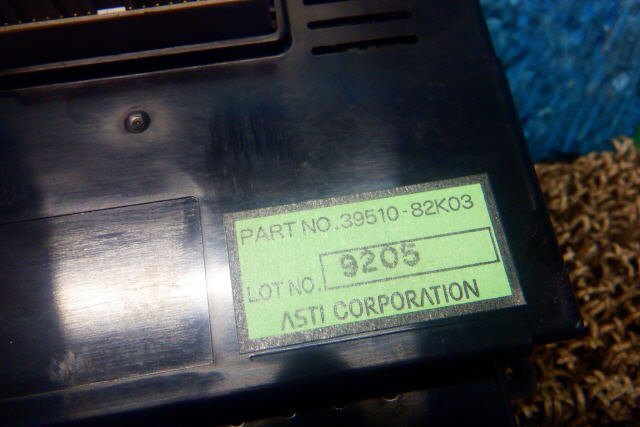 PART NO. 39510-82K03
LOT NO. 9205
ASTI CORPORATION